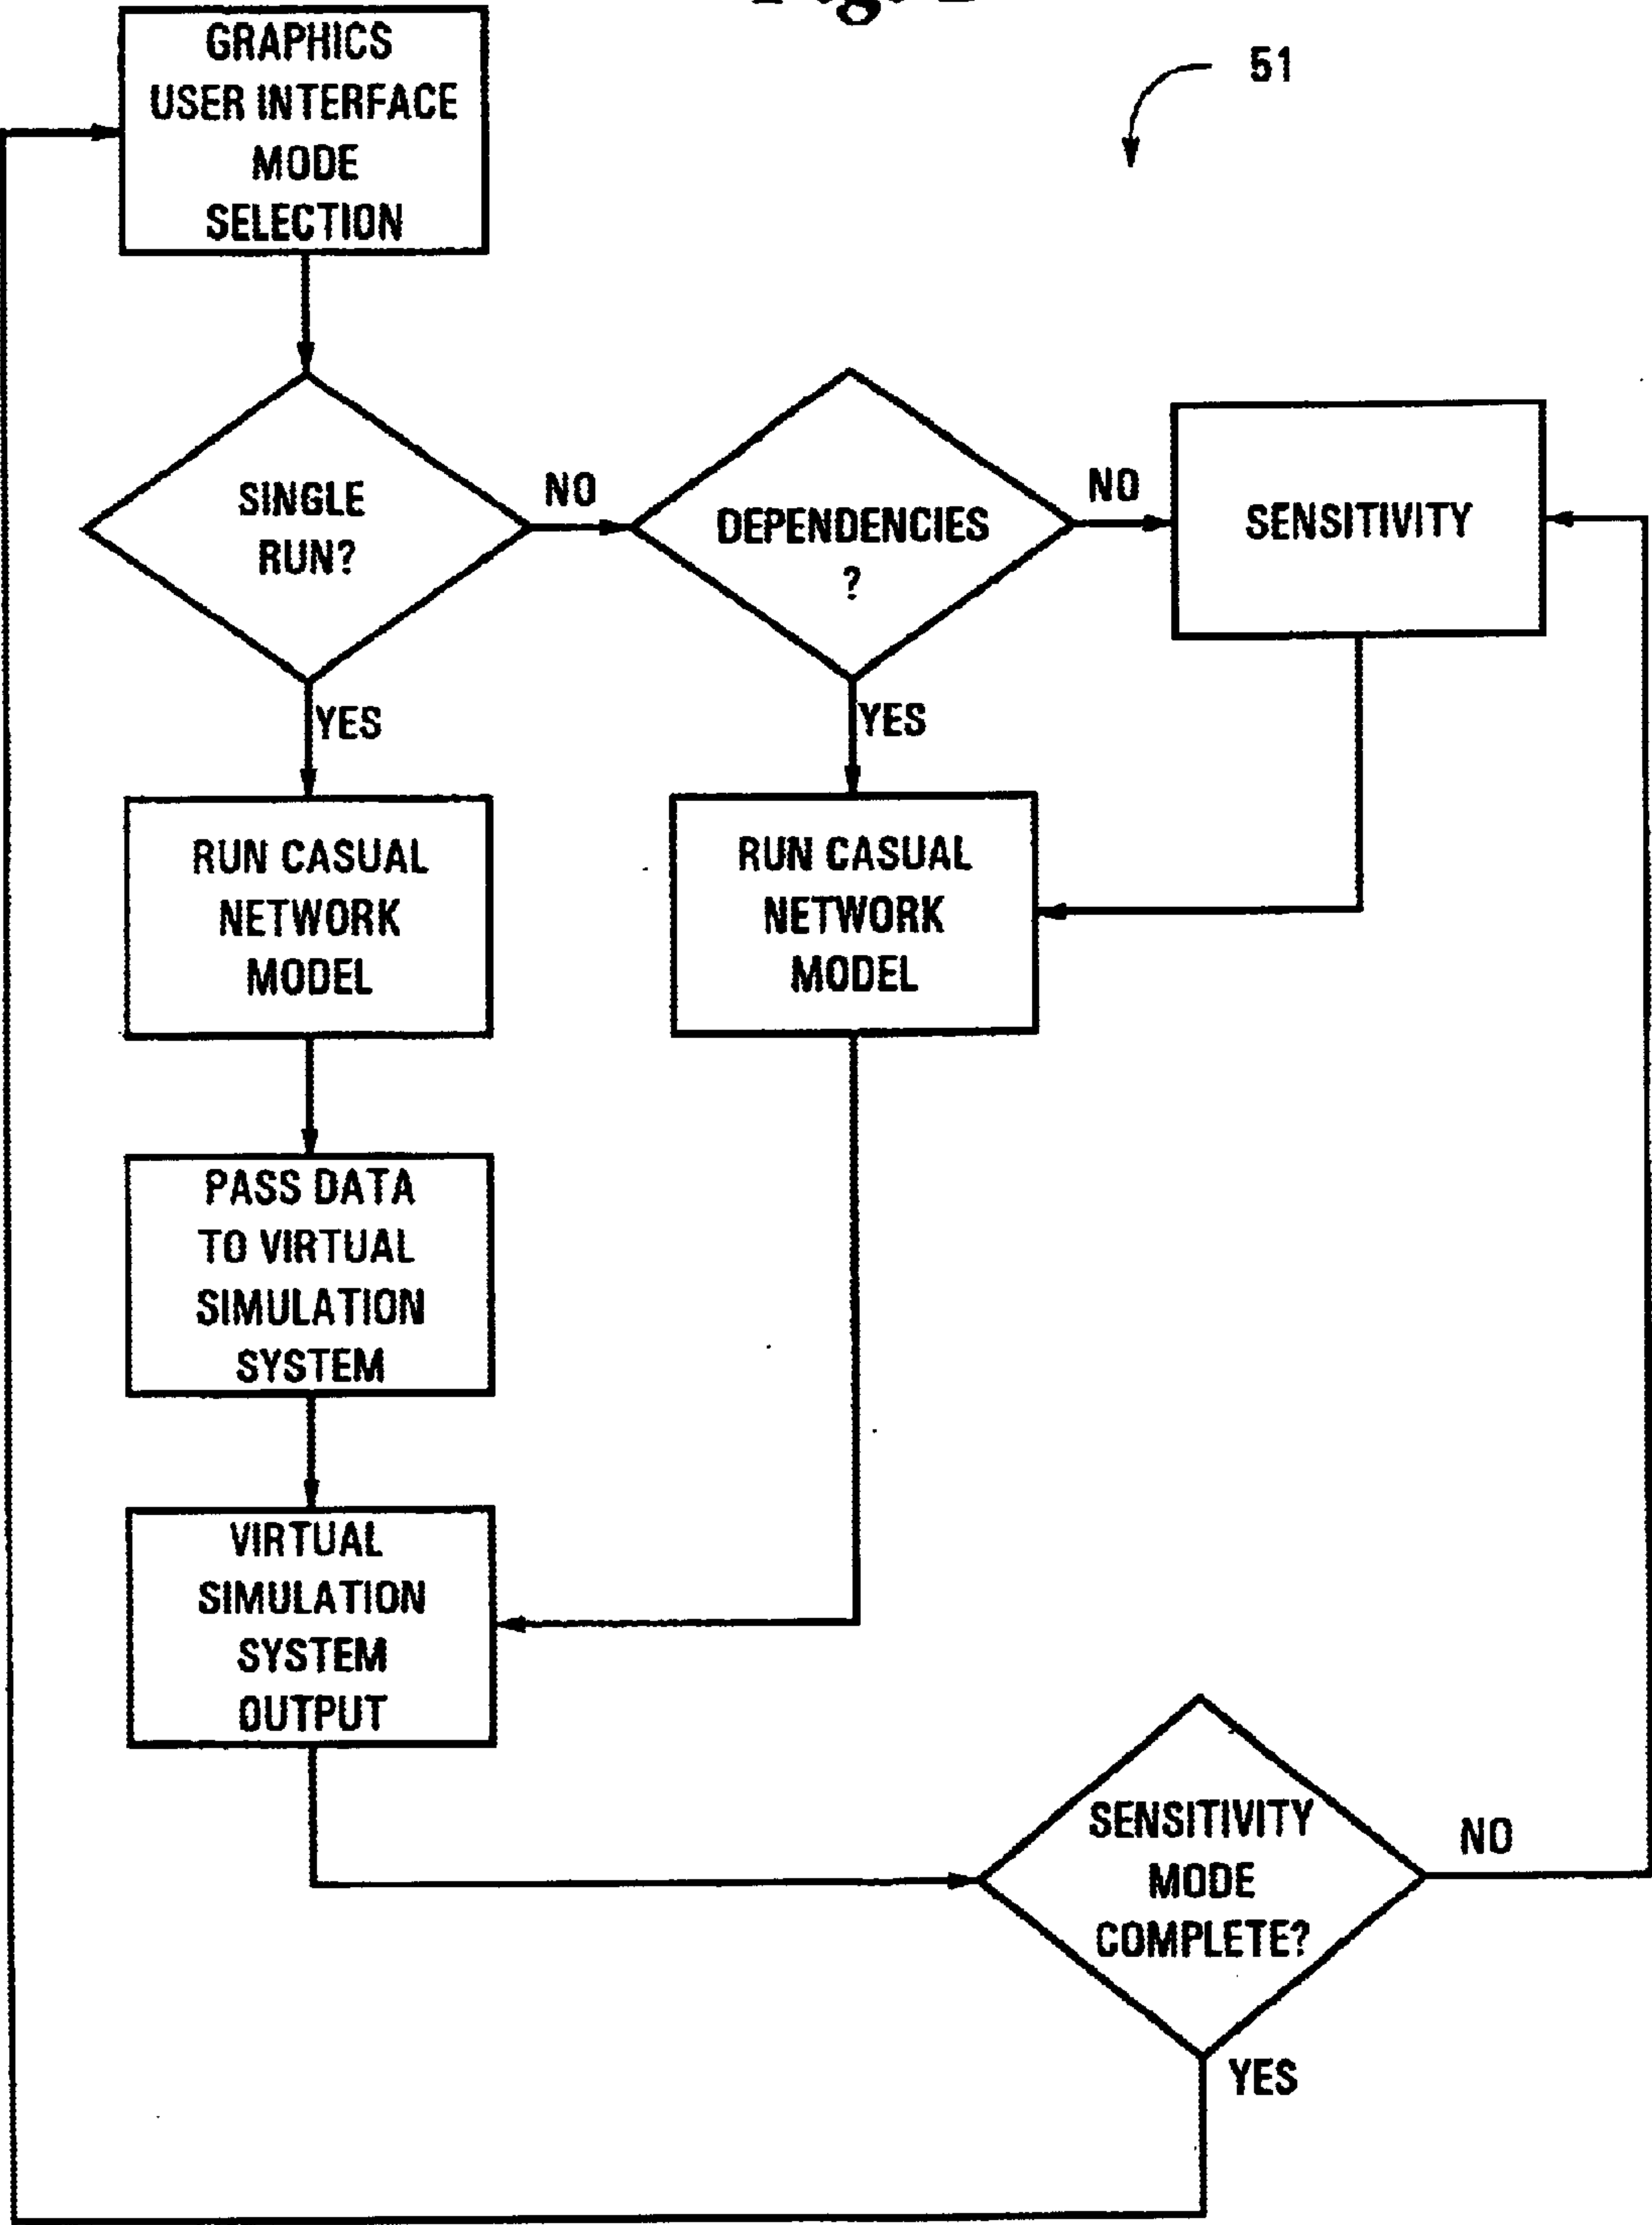 51
GRAPHICS
USER INTERFACE
MODE
SELECTION
SINGLE
RUN?
NO
DEPENDENCIES
?
NO
SENSITIVITY
YES
YES
RUN CASUAL
NETWORK
MODEL
RUN CASUAL
NETWORK
MODEL
PASS DATA
TO VIRTUAL
SIMULATION
SYSTEM
VIRTUAL
SIMULATION
SYSTEM
OUTPUT
SENSITIVITY
MODE
COMPLETE?
NO
YES